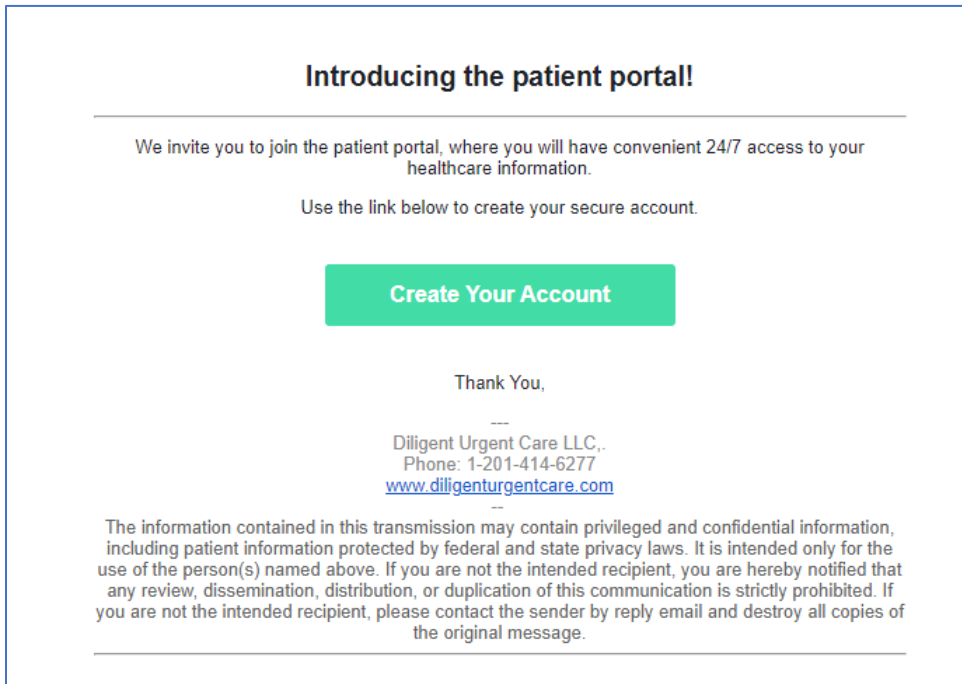 Introducing the patient portal!
We invite you to join the patient portal, where you will have convenient 24/7 access to your
healthcare information.
Use the link below to create your secure account.
Create Your Account
Thank You,
---
Diligent Urgent Care LLC,.
Phone: 1-201-414-6277
www.diligenturgentcare.com
--
The information contained in this transmission may contain privileged and confidential information,
including patient information protected by federal and state privacy laws. It is intended only for the
use of the person(s) named above. If you are not the intended recipient, you are hereby notified that
any review, dissemination, distribution, or duplication of this communication is strictly prohibited. If
you are not the intended recipient, please contact the sender by reply email and destroy all copies of
the original message.